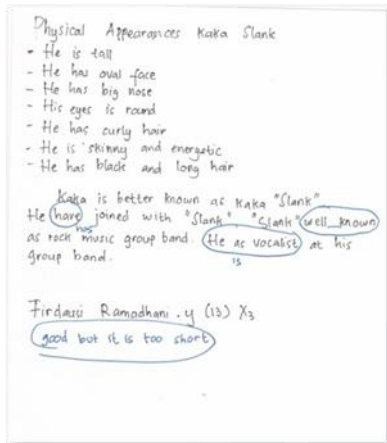 Physical Appearances Kaka Slank
- He is tall
- He has oval face
- He has big nose
- His eyes is round
- He has curly hair
- He is skinny and energetic
- He has black and long hair
Kaka is better known as Kaka "Slank"
He have joined with "Slank" "Slank" well known
has
as rock music group band. He as vocalist at his
is
group band.
Firdausi Ramadhani . y (13) X3
good but it is too short